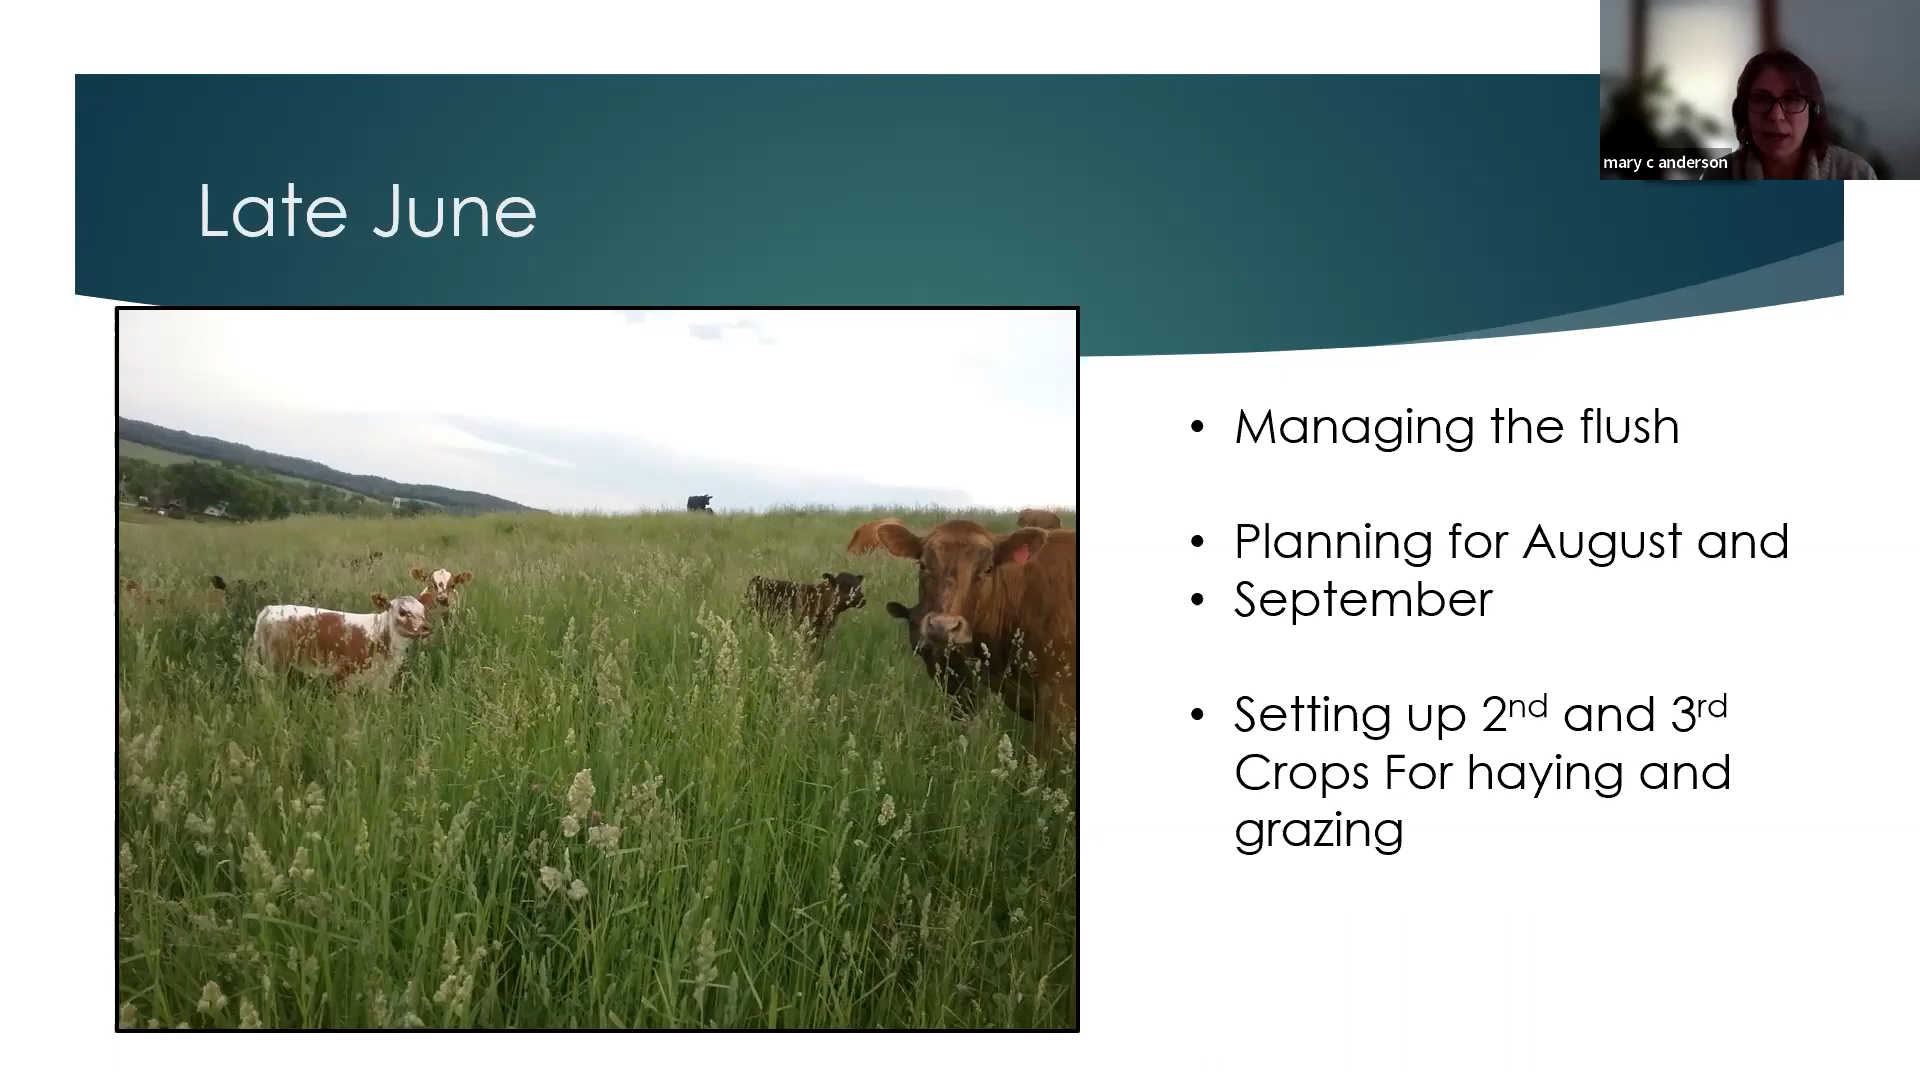 mary c anderson
Late June
• Managing the flush
• Planning for August and
• September
• Setting up 2nd and 3rd
Crops For haying and
grazing